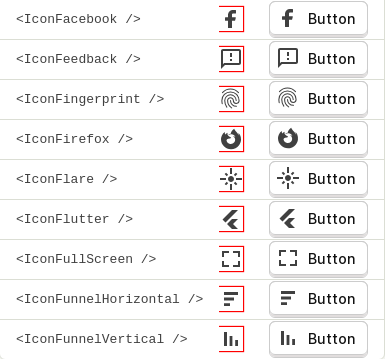 <IconFacebook /> Button
<IconFeedback /> Button
<IconFingerprint /> Button
<IconFirefox /> Button
<IconFlare /> Button
<IconFlutter /> Button
<IconFullScreen /> Button
<IconFunnelHorizontal /> Button
<IconFunnelVertical /> Button